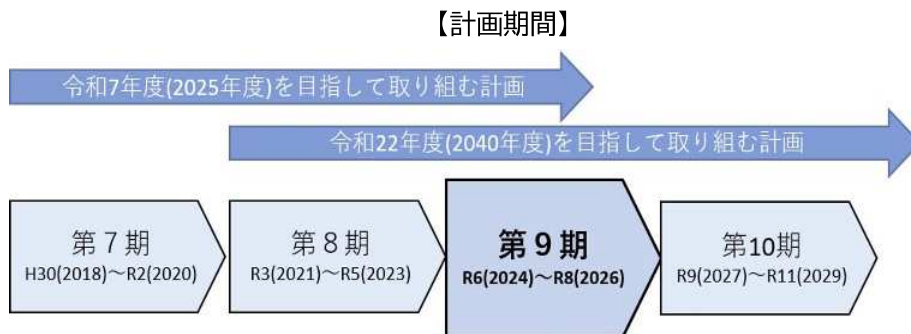 【計画期間】
令和7年度(2025年度)を目指して取り組む計画
令和22年度(2040年度)を目指して取り組む計画
第7期
H30(2018)～R2(2020)
第8期
R3(2021)～R5(2023)
第9期
R6(2024)～R8(2026)
第10期
R9(2027)～R11(2029)